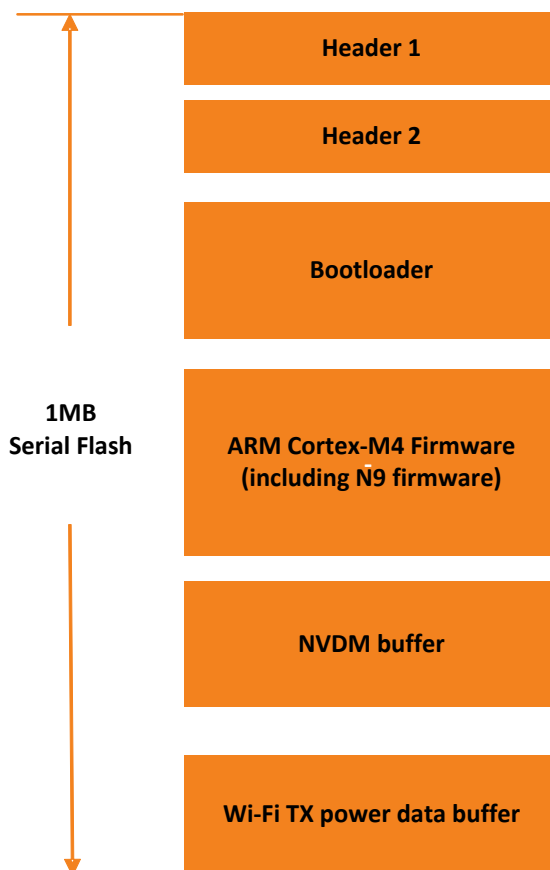 Header 1
Header 2
Bootloader
1MB
Serial Flash
ARM Cortex-M4 Firmware
(including N9 firmware)
NVDM buffer
Wi-Fi TX power data buffer